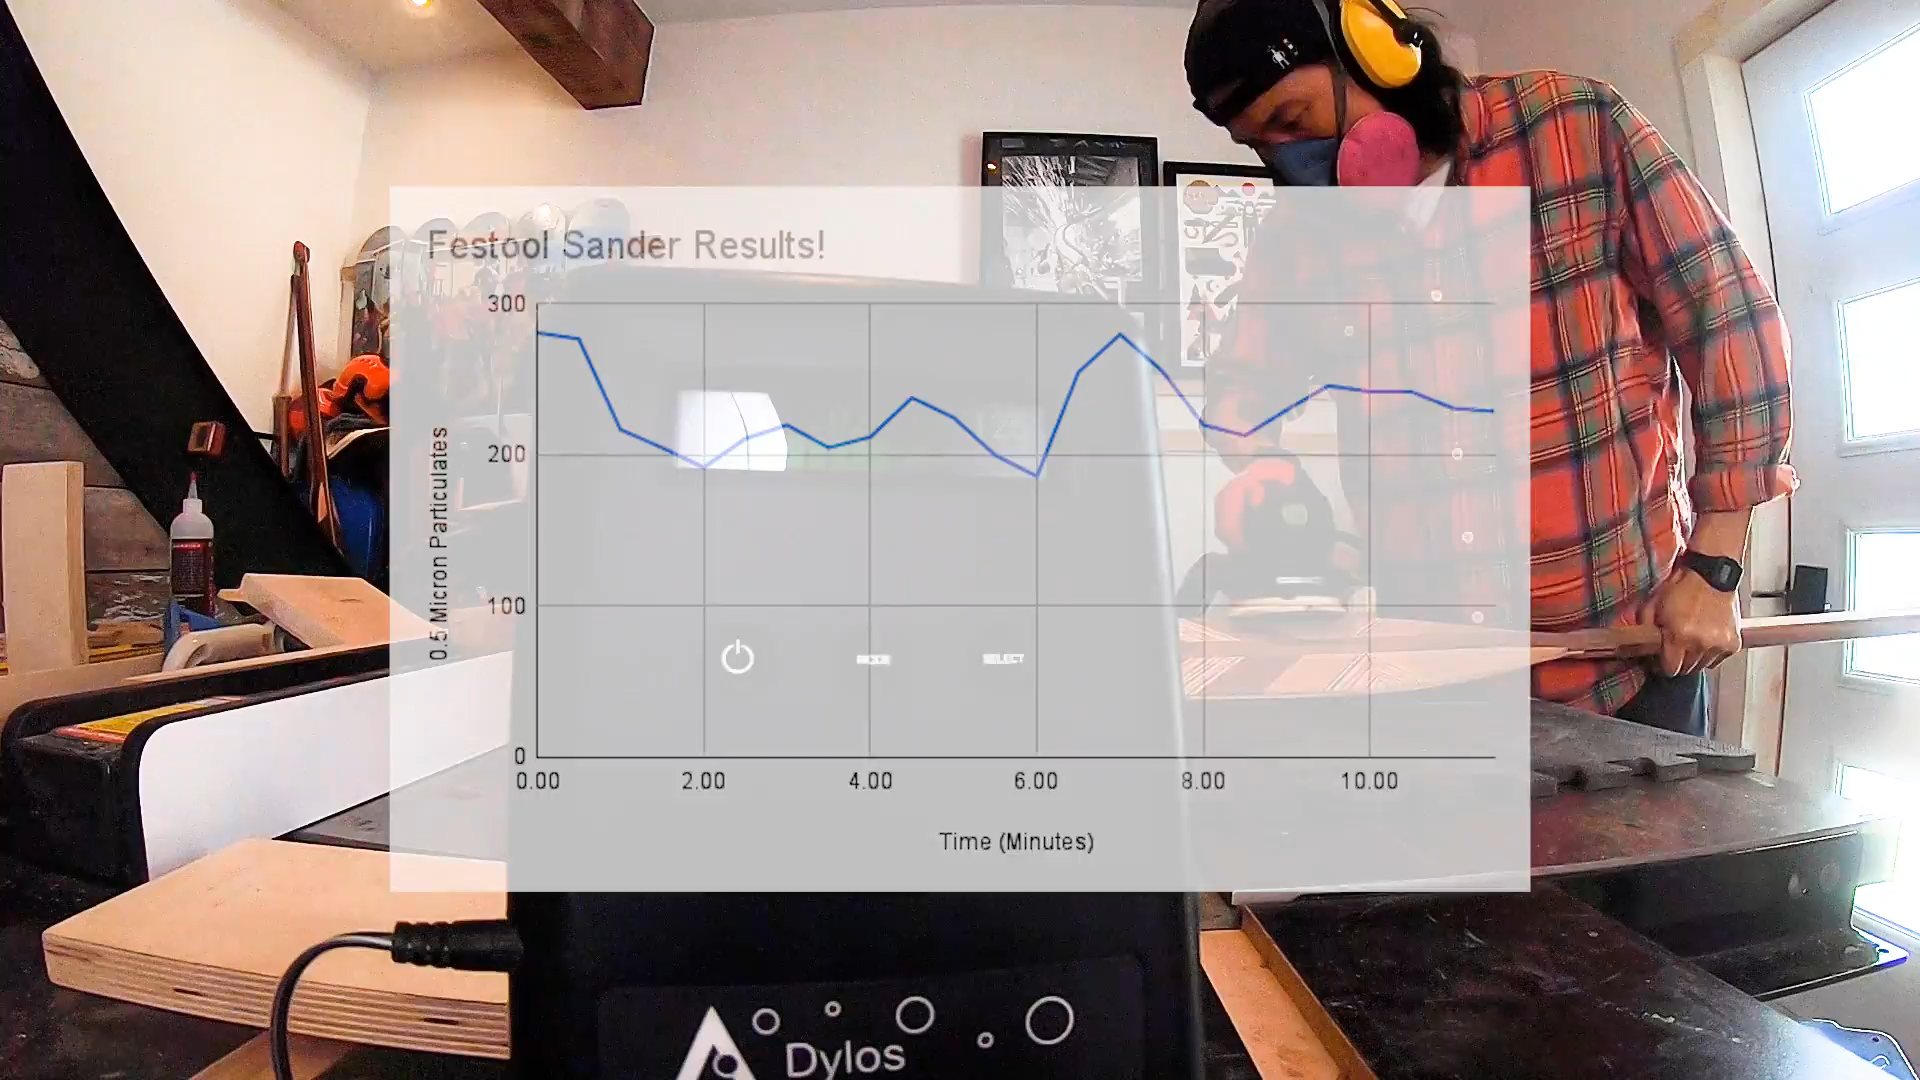 Festool Sander Results!
300
200
100
0
0.5 Micron Particulates
0.00 2.00 4.00 6.00 8.00 10.00
Time (Minutes)
SELECT
Dylos